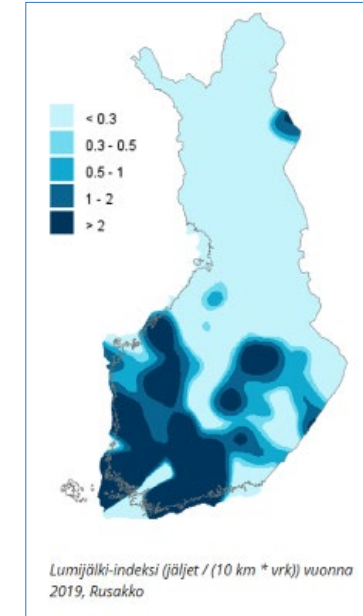 < 0.3
0.3 - 0.5
0.5 - 1
1 - 2
> 2
Lumijälki-indeksi (jäljet / (10 km * vrk)) vuonna
2019, Rusakko